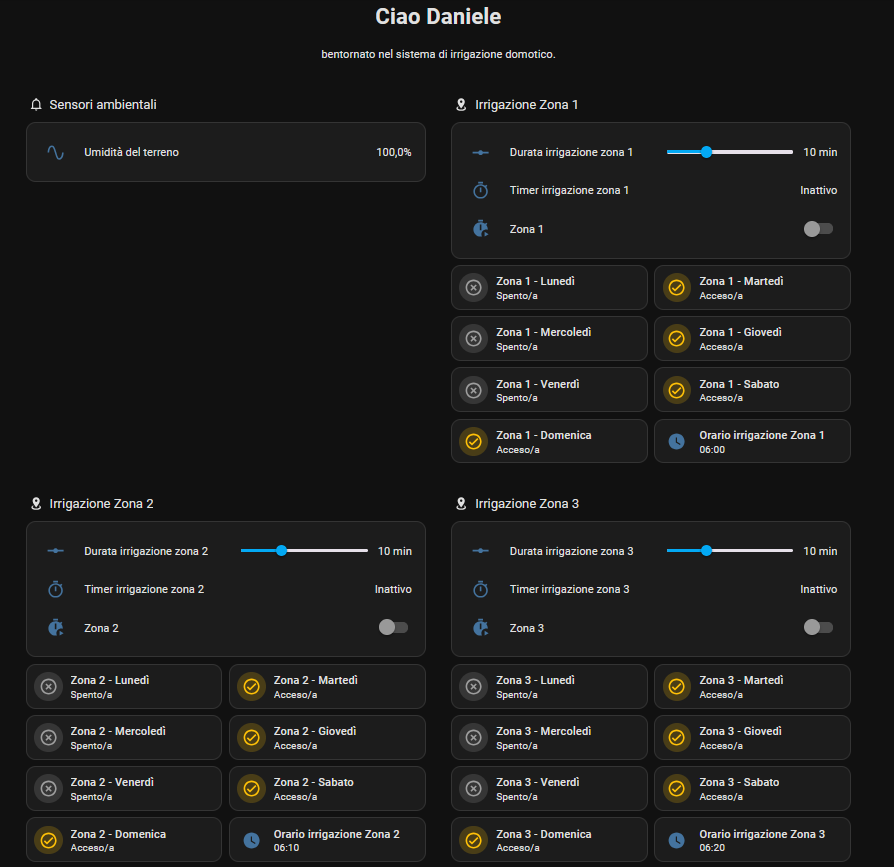 Ciao Daniele
bentornato nel sistema di irrigazione domotico.
Sensori ambientali
Umidità del terreno 100,0%
Irrigazione Zona 1
Durata irrigazione zona 1 10 min
Timer irrigazione zona 1 Inattivo
Zona 1
Zona 1 - Lunedì
Spento/a
Zona 1 - Martedì
Acceso/a
Zona 1 - Mercoledì
Spento/a
Zona 1 - Giovedì
Acceso/a
Zona 1 - Venerdì
Spento/a
Zona 1 - Sabato
Acceso/a
Zona 1 - Domenica
Acceso/a
Orario irrigazione Zona 1
06:00
Irrigazione Zona 2
Durata irrigazione zona 2 10 min
Timer irrigazione zona 2 Inattivo
Zona 2
Zona 2 - Lunedì
Spento/a
Zona 2 - Martedì
Acceso/a
Zona 2 - Mercoledì
Spento/a
Zona 2 - Giovedì
Acceso/a
Zona 2 - Venerdì
Spento/a
Zona 2 - Sabato
Acceso/a
Zona 2 - Domenica
Acceso/a
Orario irrigazione Zona 2
06:10
Irrigazione Zona 3
Durata irrigazione zona 3 10 min
Timer irrigazione zona 3 Inattivo
Zona 3
Zona 3 - Lunedì
Spento/a
Zona 3 - Martedì
Acceso/a
Zona 3 - Mercoledì
Spento/a
Zona 3 - Giovedì
Acceso/a
Zona 3 - Venerdì
Spento/a
Zona 3 - Sabato
Acceso/a
Zona 3 - Domenica
Acceso/a
Orario irrigazione Zona 3
06:20